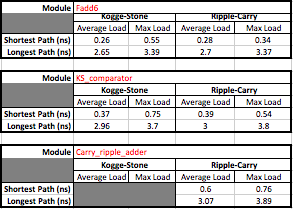 Module Fadd6
Kogge-Stone Ripple-Carry
Average Load Max Load Average Load Max Load
Shortest Path (ns) 0.26 0.55 0.28 0.34
Longest Path (ns) 2.65 3.39 2.7 3.37
Module KS_comparator
Kogge-Stone Ripple-Carry
Average Load Max Load Average Load Max Load
Shortest Path (ns) 0.37 0.75 0.39 0.54
Longest Path (ns) 2.96 3.7 3 3.8
Module Carry_ripple_adder
Kogge-Stone Ripple-Carry
Average Load Max Load Average Load Max Load
Shortest Path (ns) 0.6 0.76
Longest Path (ns) 3.07 3.89